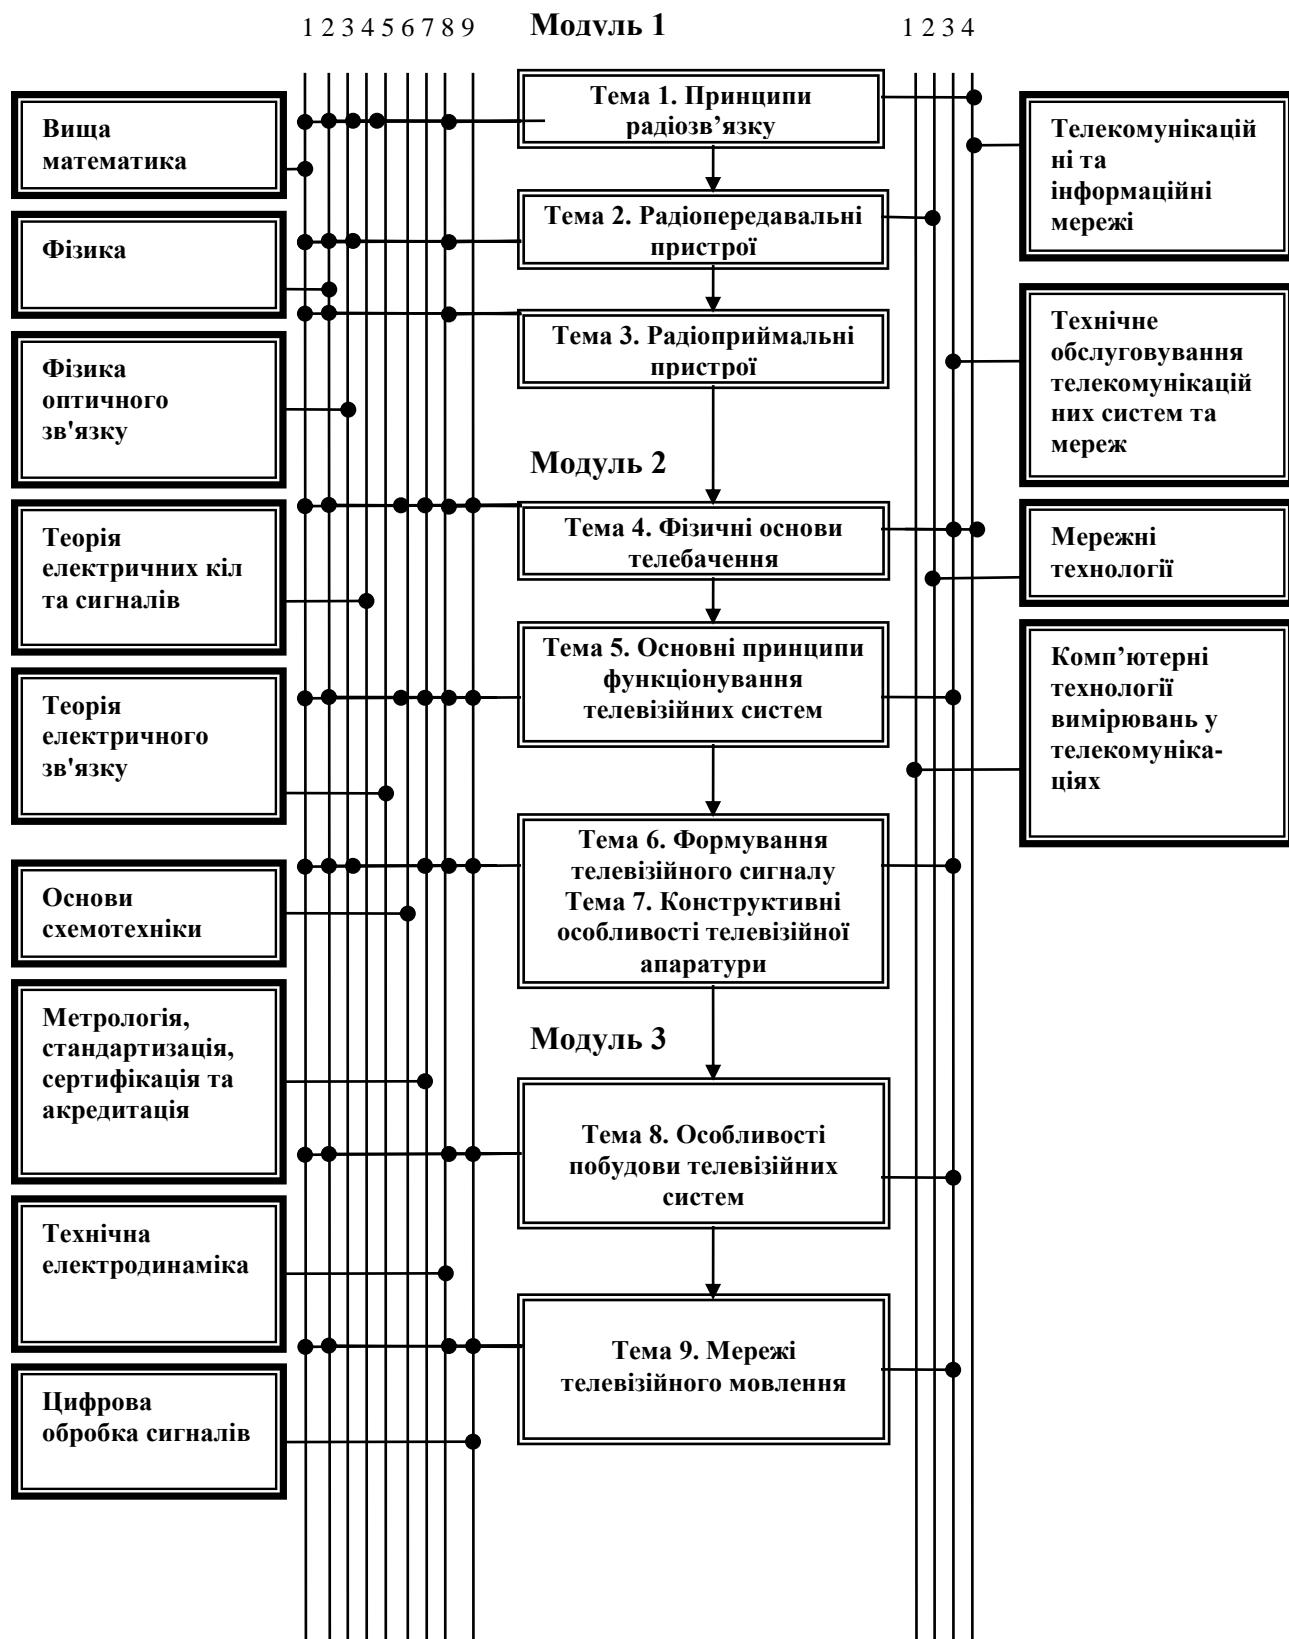 1 2 3 4 5 6 7 8 9
Модуль 1
1 2 3 4
Вища
математика
Фізика
Фізика
оптичного
зв'язку
Теорія
електричних кіл
та сигналів
Теорія
електричного
зв'язку
Основи
схемотехніки
Метрологія,
стандартизація,
сертифікація та
акредитація
Технічна
електродинаміка
Цифрова
обробка сигналів
Тема 1. Принципи
радіозв’язку
Тема 2. Радіопередавальні
пристрої
Тема 3. Радіоприймальні
пристрої
Модуль 2
Тема 4. Фізичні основи
телебачення
Тема 5. Основні принципи
функціонування
телевізійних систем
Тема 6. Формування
телевізійного сигналу
Тема 7. Конструктивні
особливості телевізійної
апаратури
Модуль 3
Тема 8. Особливості
побудови телевізійних
систем
Тема 9. Мережі
телевізійного мовлення
Телекомунікацій
ні та
інформаційні
мережі
Технічне
обслуговування
телекомунікацій
них систем та
мереж
Мережні
технології
Комп’ютерні
технології
вимірювань у
телекомуніка-
ціях